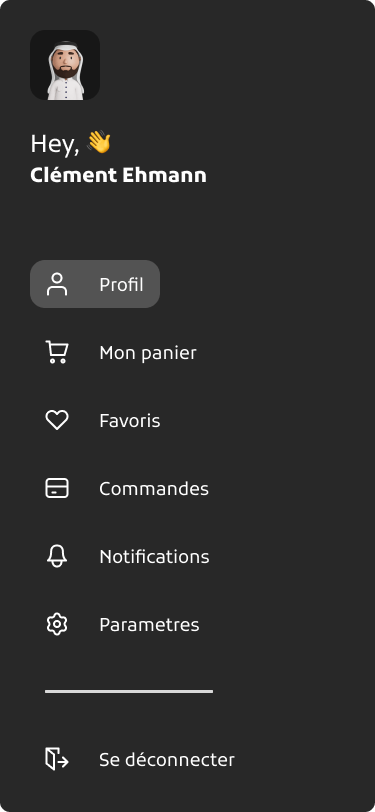 Hey, 👋
Clément Ehmann
Profil
Mon panier
Favoris
Commandes
Notifications
Parametres
Se déconnecter